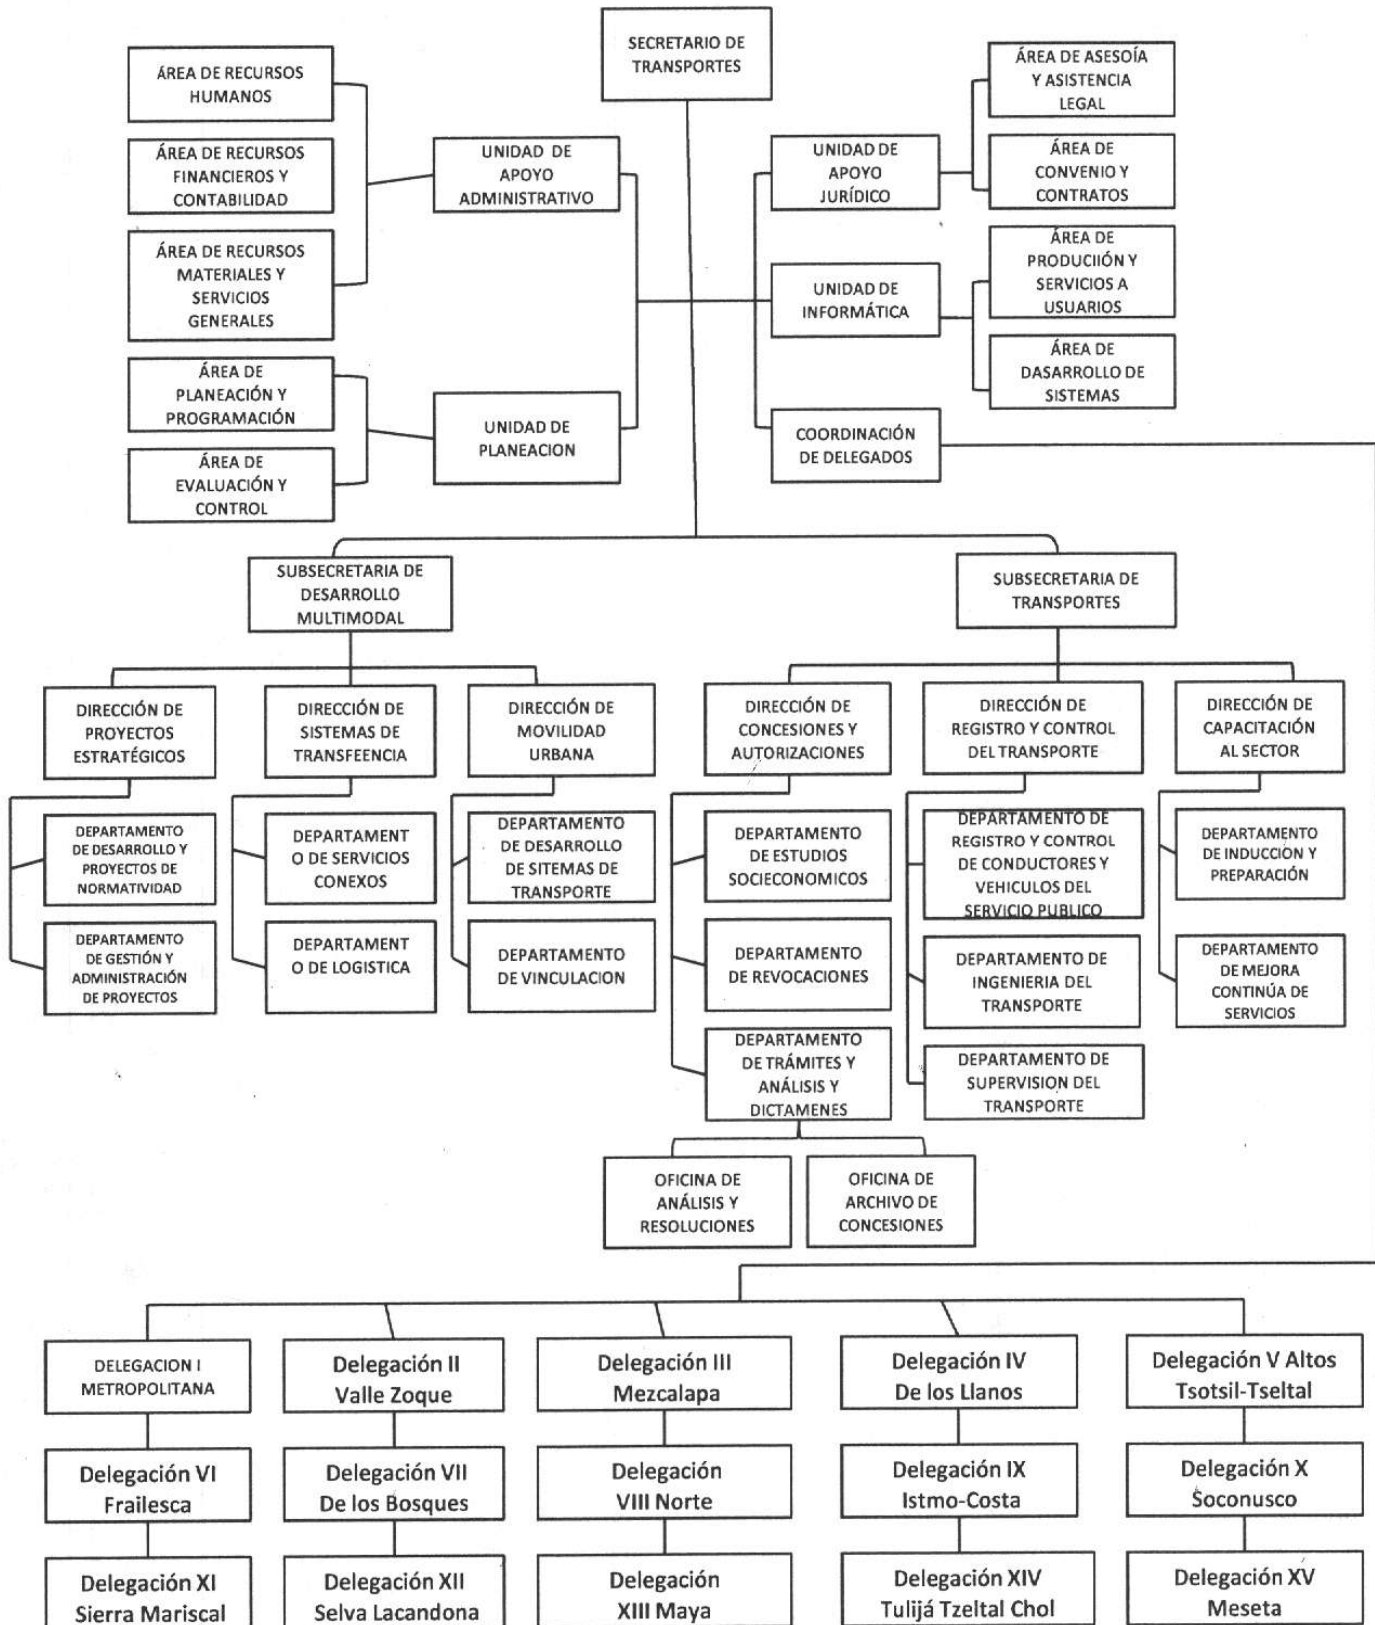 SECRETARIO DE
TRANSPORTES
ÁREA DE RECURSOS
HUMANOS
ÁREA DE RECURSOS
FINANCIEROS Y
CONTABILIDAD
ÁREA DE RECURSOS
MATERIALES Y
SERVICIOS
GENERALES
ÁREA DE
PLANEACIÓN Y
PROGRAMACIÓN
ÁREA DE
EVALUACIÓN Y
CONTROL
UNIDAD DE
APOYO
ADMINISTRATIVO
UNIDAD DE
PLANEACION
UNIDAD DE
APOYO
JURÍDICO
UNIDAD DE
INFORMÁTICA
COORDINACIÓN
DE DELEGADOS
ÁREA DE ASESOÍA
Y ASISTENCIA
LEGAL
ÁREA DE
CONVENIO Y
CONTRATOS
ÁREA DE
PRODUCIIÓN Y
SERVICIOS A
USUARIOS
ÁREA DE
DASARROLLO DE
SISTEMAS
SUBSECRETARIA DE
DESARROLLO
MULTIMODAL
SUBSECRETARIA DE
TRANSPORTES
DIRECCIÓN DE
PROYECTOS
ESTRATÉGICOS
DIRECCIÓN DE
SISTEMAS DE
TRANSFEENCIA
DIRECCIÓN DE
MOVILIDAD
URBANA
DIRECCIÓN DE
CONCESIONES Y
AUTORIZACIONES
DIRECCIÓN DE
REGISTRO Y CONTROL
DEL TRANSPORTE
DIRECCIÓN DE
CAPACITACIÓN
AL SECTOR
DEPARTAMENTO
DE DESARROLLO Y
PROYECTOS DE
NORMATIVIDAD
DEPARTAMENT
O DE SERVICIOS
CONEXOS
DEPARTAMENTO
DE DESARROLLO
DE SITEMAS DE
TRANSPORTE
DEPARTAMENTO
DE ESTUDIOS
SOCIECONOMICOS
DEPARTAMENTO DE
REGISTRO Y CONTROL
DE CONDUCTORES Y
VEHICULOS DEL
SERVICIO PUBLICO
DEPARTAMENTO
DE INDUCCIÓN Y
PREPARACIÓN
DEPARTAMENTO
DE GESTIÓN Y
ADMINISTRACIÓN
DE PROYECTOS
DEPARTAMENT
O DE LOGISTICA
DEPARTAMENTO
DE VINCULACION
DEPARTAMENTO
DE REVOCACIONES
DEPARTAMENTO DE
INGENIERIA DEL
TRANSPORTE
DEPARTAMENTO
DE MEJORA
CONTINÚA DE
SERVICIOS
DEPARTAMENTO
DE TRÁMITES Y
ANÁLISIS Y
DICTAMENES
DEPARTAMENTO DE
SUPERVISION DEL
TRANSPORTE
OFICINA DE
ANÁLISIS Y
RESOLUCIONES
OFICINA DE
ARCHIVO DE
CONCESIONES
DELEGACION I
METROPOLITANA
Delegación II
Valle Zoque
Delegación III
Mezcalapa
Delegación IV
De los Llanos
Delegación V Altos
Tsotsil-Tseltal
Delegación VI
Frailesca
Delegación VII
De los Bosques
Delegación
VIII Norte
Delegación IX
Istmo-Costa
Delegación X
Soconusco
Delegación XI
Sierra Mariscal
Delegación XII
Selva Lacandona
Delegación
XIII Maya
Delegación XIV
Tulijá Tzeltal Chol
Delegación XV
Meseta